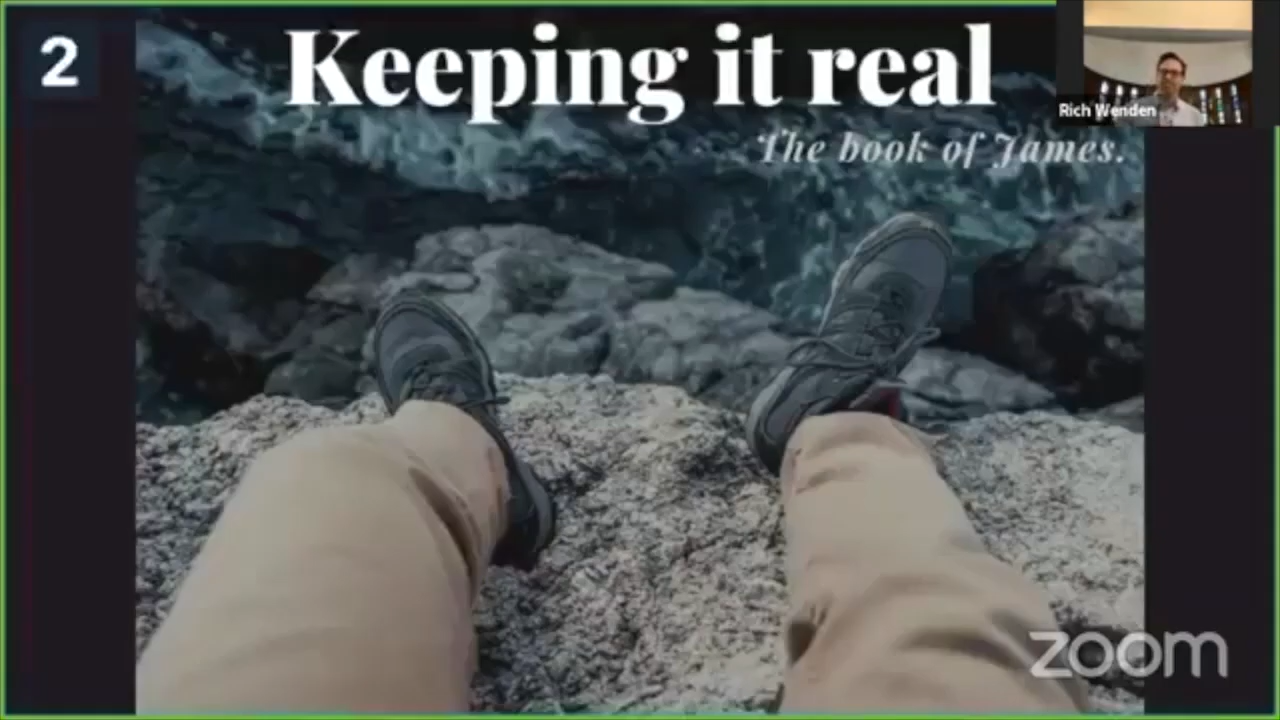 2
Keeping it real
The book of James.
Rich Wenden
zoom